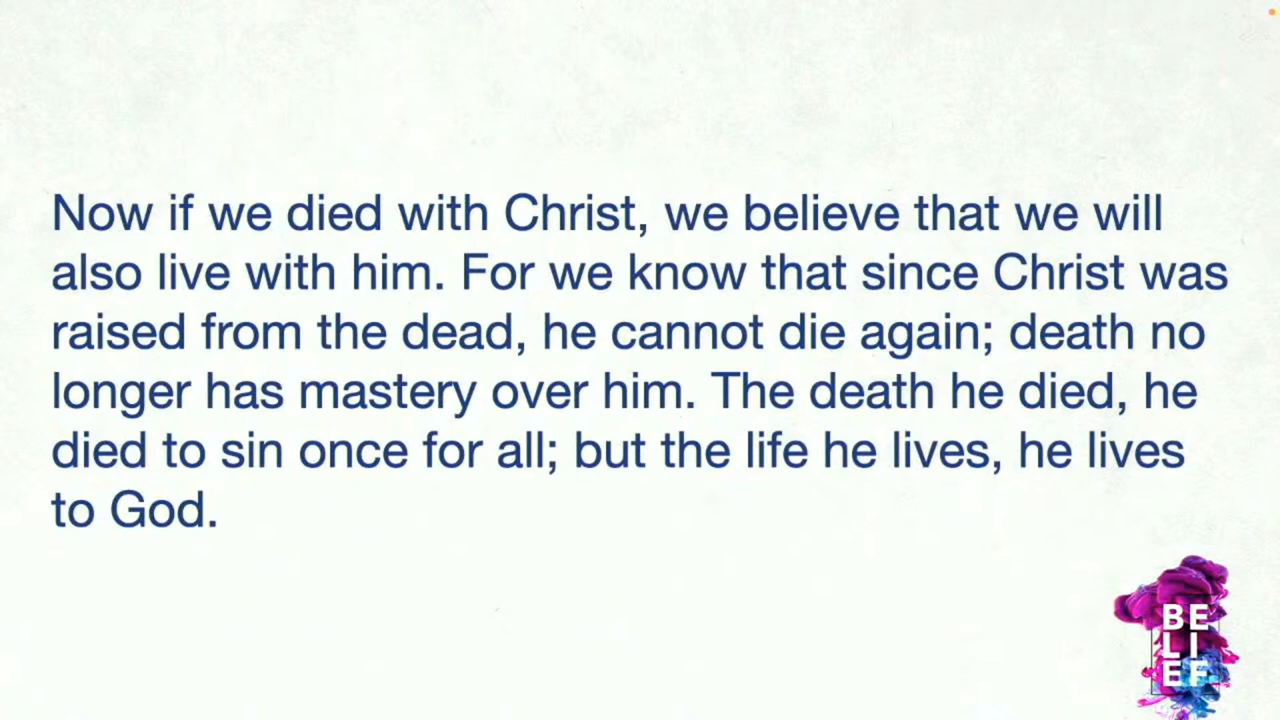 Now if we died with Christ, we believe that we will
also live with him. For we know that since Christ was
raised from the dead, he cannot die again; death no
longer has mastery over him. The death he died, he
died to sin once for all; but the life he lives, he lives
to God.
BE
LI
EF